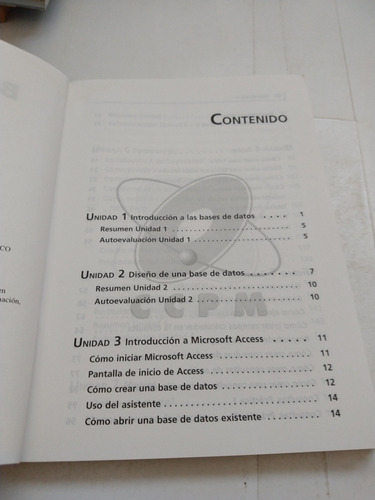 CONTENIDO
UNIDAD 1 Introducción a las bases de datos . . . . 1
Resumen Unidad 1 . . . . . . . . . . . . . . . . . . . . 5
Autoevaluación Unidad 1 . . . . . . . . . . . . . . . 5
UNIDAD 2 Diseño de una base de datos . . . . . . . 7
Resumen Unidad 2 . . . . . . . . . . . . . . . . . . . . 10
Autoevaluación Unidad 2 . . . . . . . . . . . . . . . 10
CCPM
UNIDAD 3 Introducción a Microsoft Access . . . . . 11
Cómo iniciar Microsoft Access . . . . . . . . . . . 11
Pantalla de inicio de Access . . . . . . . . . . . . . 12
Cómo crear una base de datos . . . . . . . . . . . 12
Uso del asistente . . . . . . . . . . . . . . . . . . . . . 14
Cómo abrir una base de datos existente . . . . 14